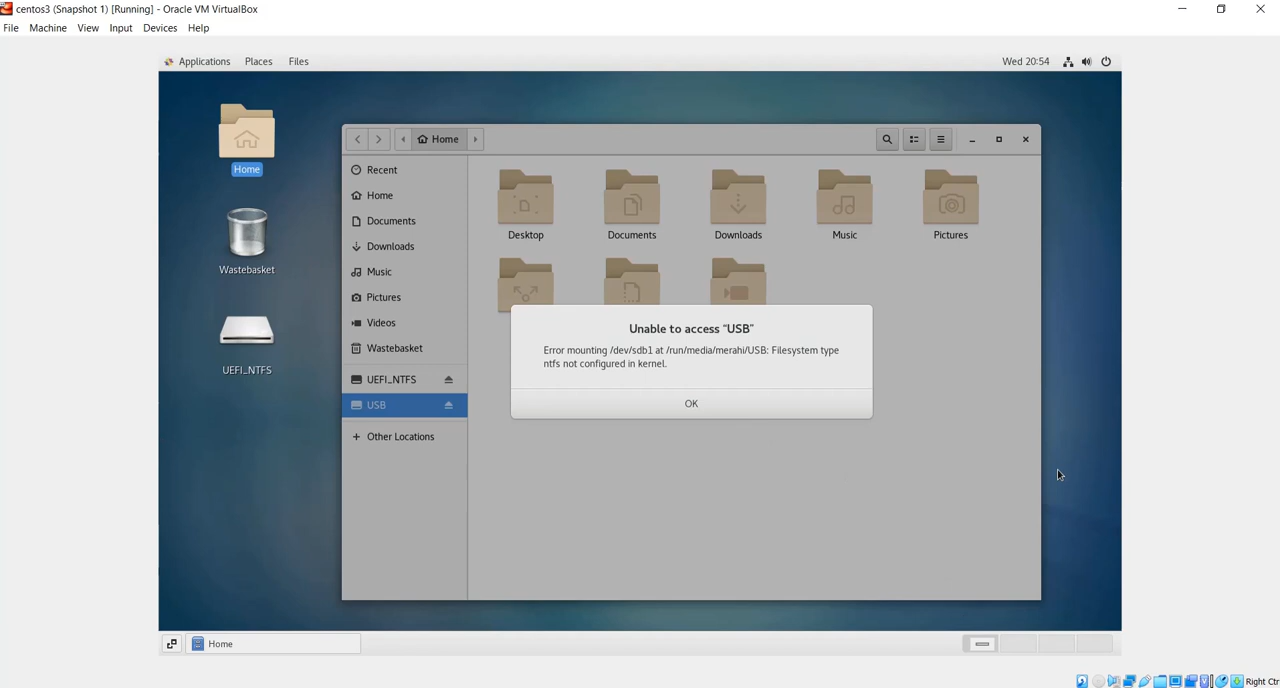 centos3 (Snapshot 1) [Running] - Oracle VM VirtualBox
File Machine View Input Devices Help
Applications Places Files Wed 20:54
Home
Wastebasket
UEFI_NTFS
Home
Recent
Home
Documents
Downloads
Music
Pictures
Videos
Wastebasket
UEFI_NTFS
USB
+ Other Locations
Desktop Documents Downloads Music Pictures
Unable to access “USB”
Error mounting /dev/sdb1 at /run/media/merahi/USB: Filesystem type
ntfs not configured in kernel.
OK
Home
Right Ctr